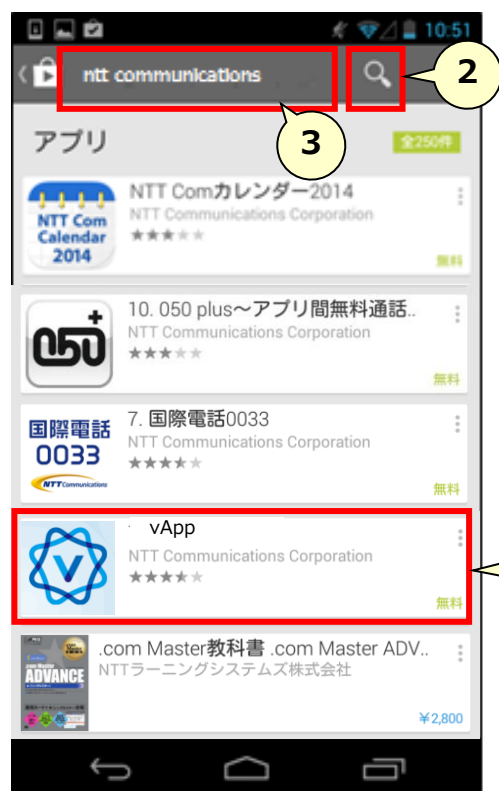 10:51
ntt communications
2
3
アプリ
全250件
NTT Comカレンダー2014
NTT Communications Corporation
無料
NTT Com
Calendar
2014
10. 050 plus～アプリ間無料通話..
NTT Communications Corporation
無料
050+
7. 国際電話0033
NTT Communications Corporation
無料
国際電話
0033
NTT Communications
vApp
NTT Communications Corporation
無料
V
.com Master教科書 .com Master ADV..
NTTラーニングシステムズ株式会社
¥2,800
ADVANCE